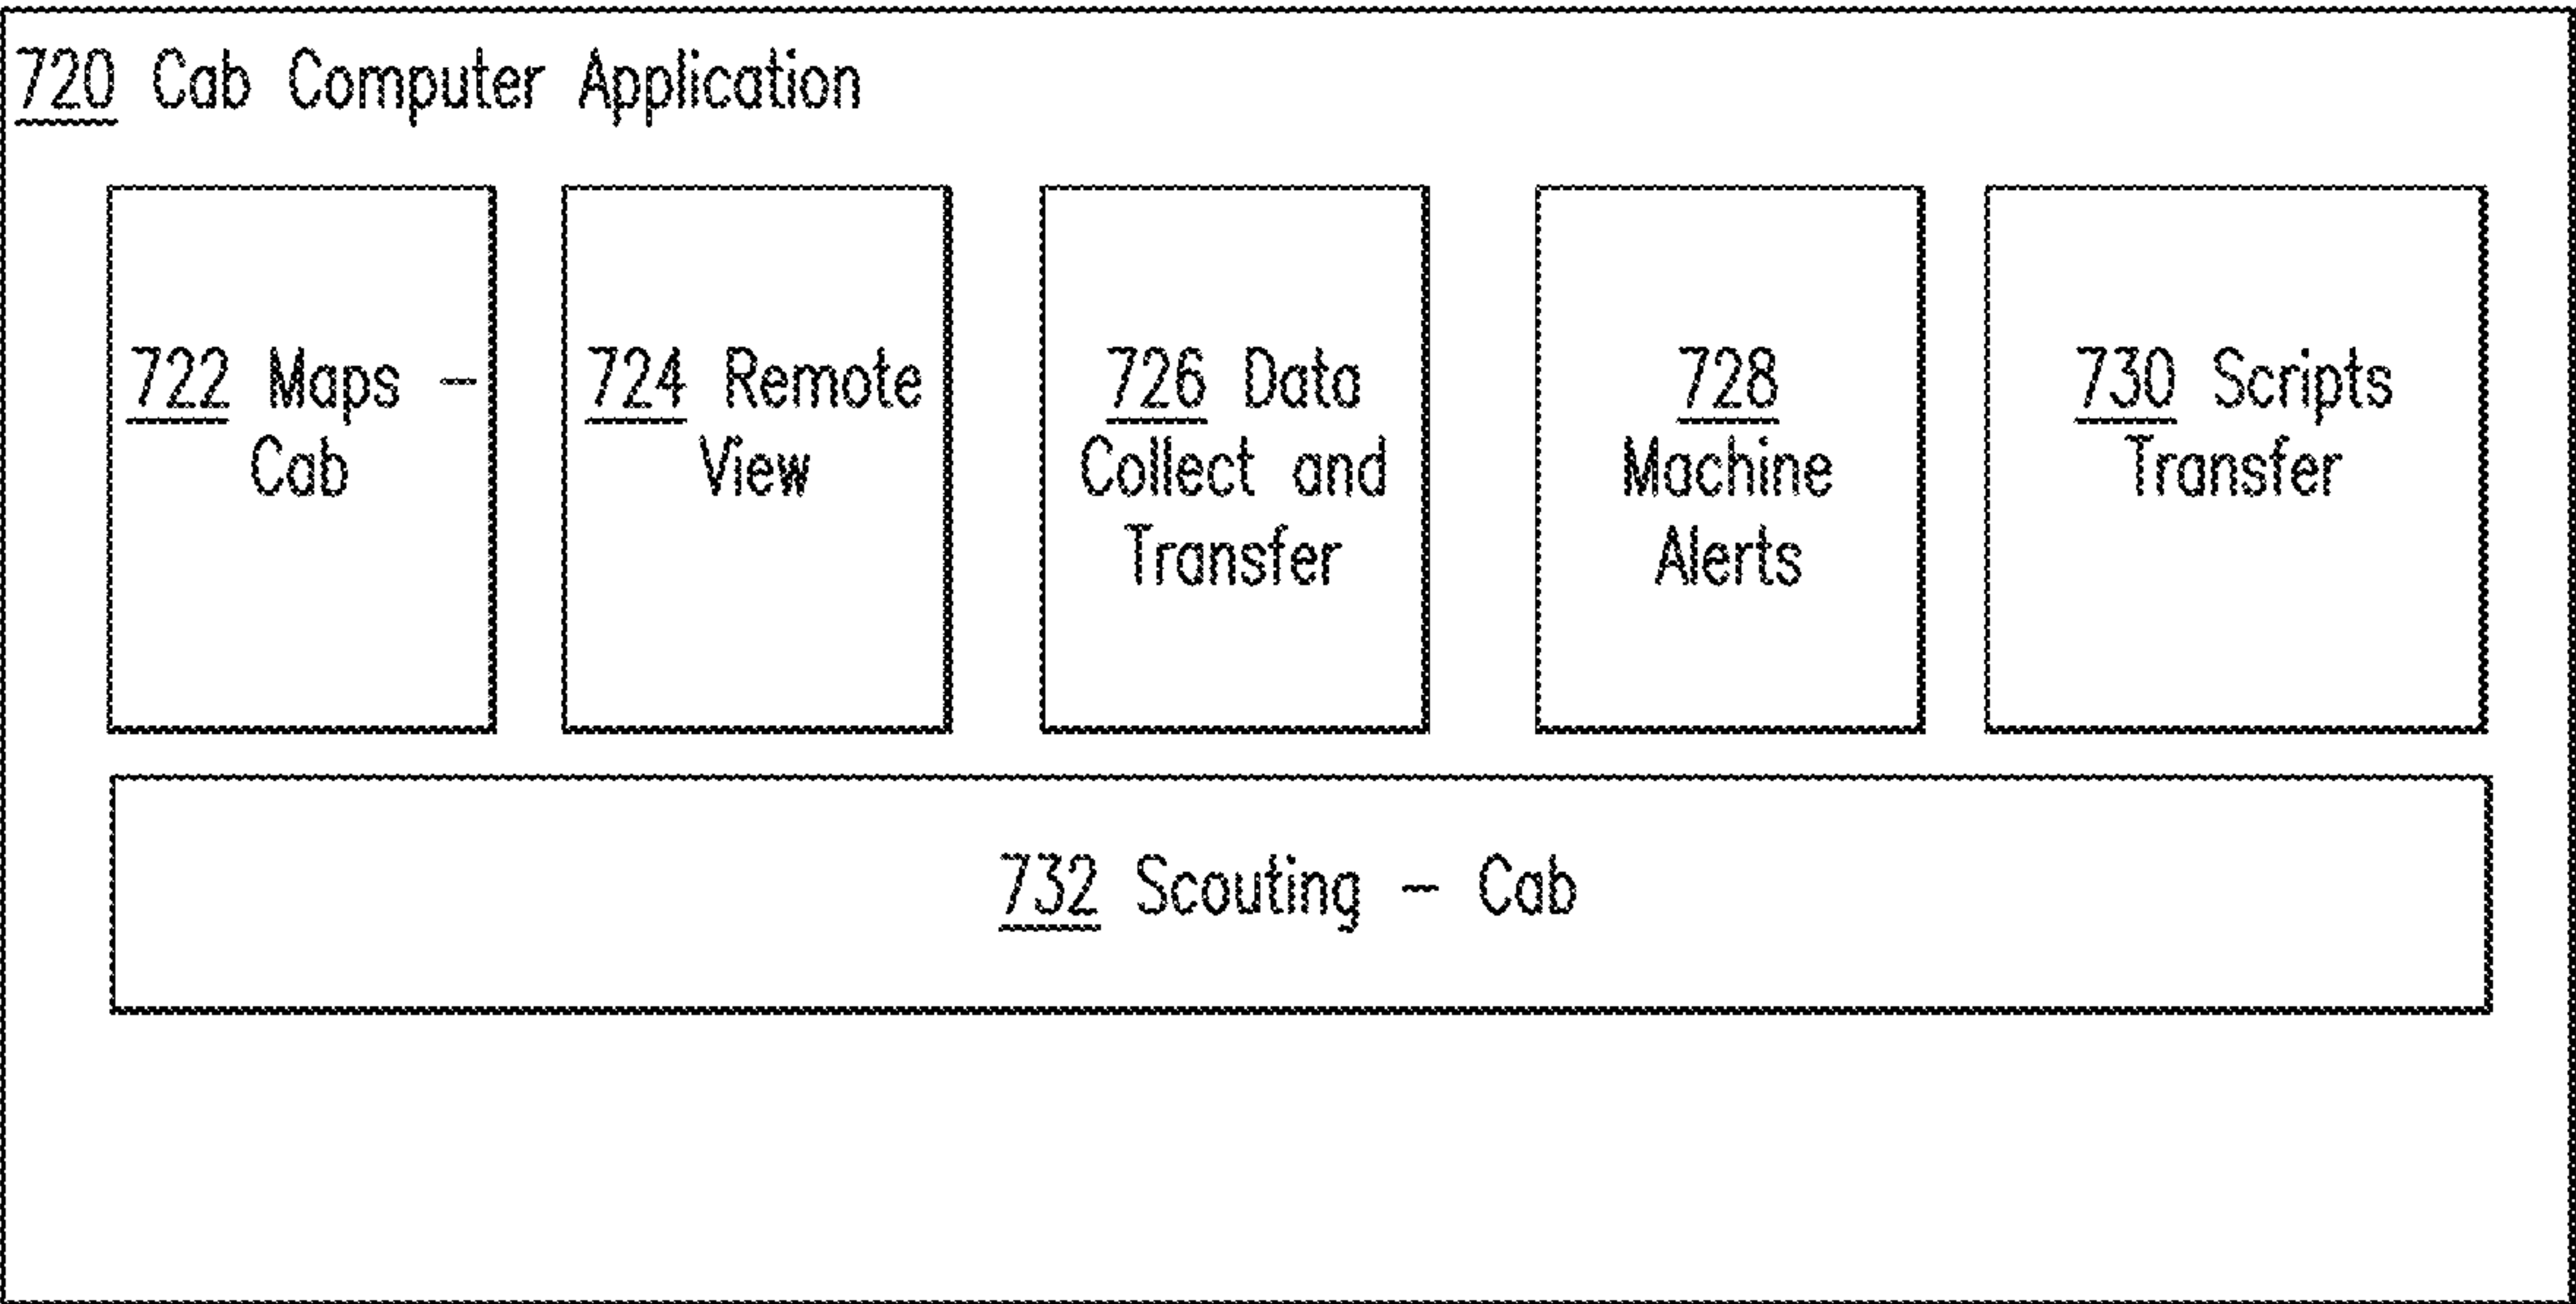 720 Cab Computer Application
722 Maps –
Cab
724 Remote
View
726 Data
Collect and
Transfer
728
Machine
Alerts
730 Scripts
Transfer
732 Scouting – Cab